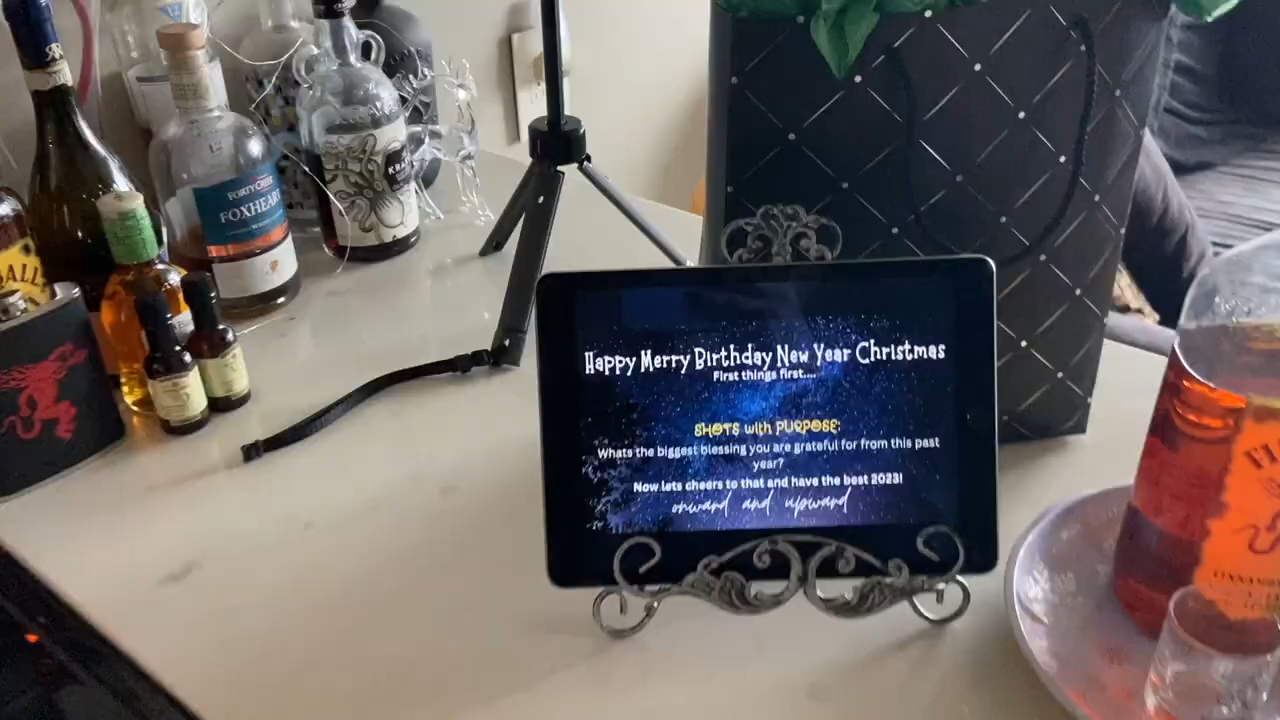 FORTY CREEK
FOXHEART
KRAK
BALL
Happy Merry Birthday New Year Christmas
First things first....
SHOTS with PURPOSE:
Whats the biggest blessing you are grateful for from this past
year?
Now lets cheers to that and have the best 2023!
onward and upward